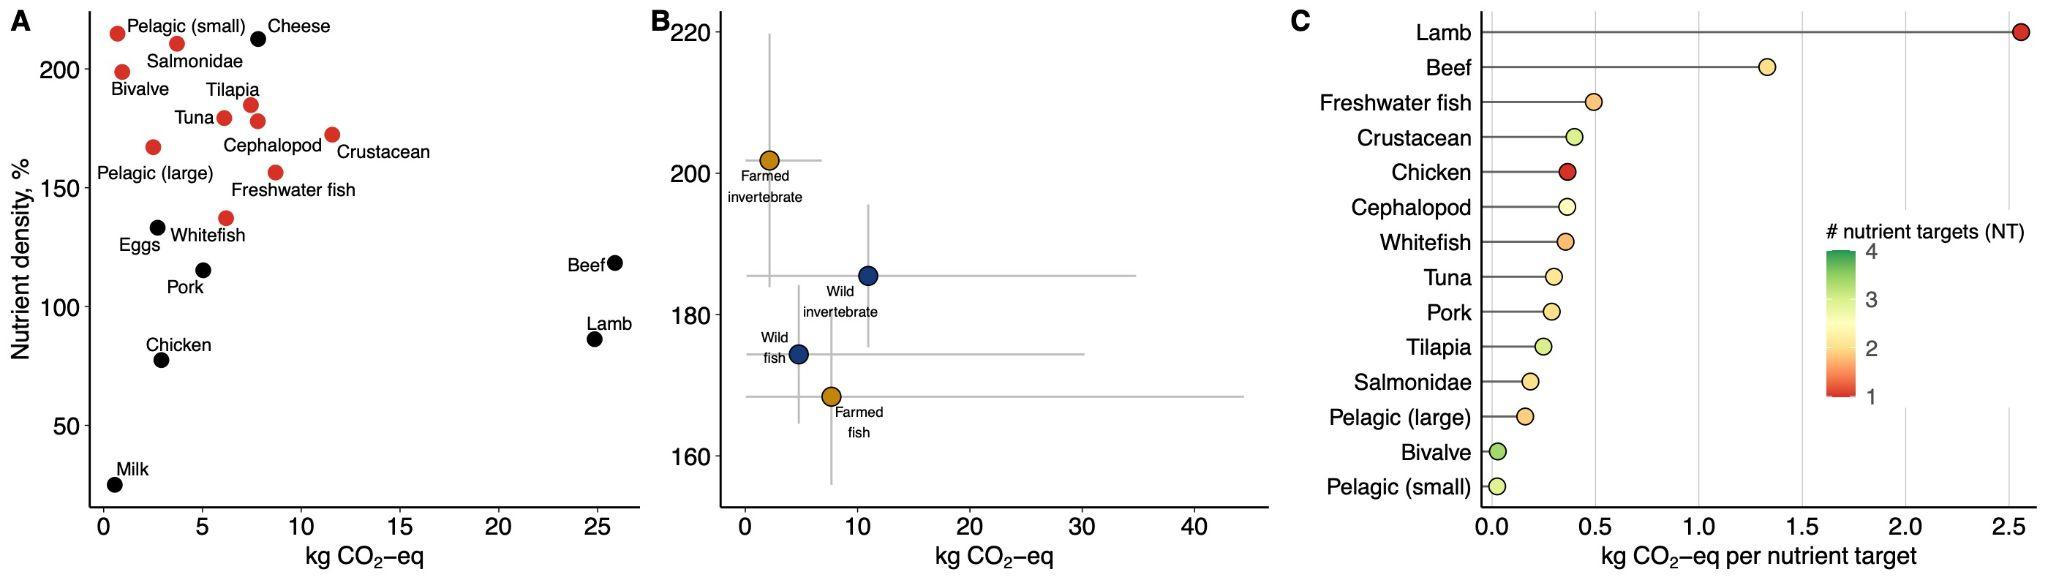 A
Nutrient density, %
200
150
100
50
Pelagic (small)
Cheese
Salmonidae
Bivalve
Tilapia
Tuna
Cephalopod
Crustacean
Pelagic (large)
Freshwater fish
Eggs
Whitefish
Pork
Beef
Lamb
Chicken
Milk
0 5 10 15 20 25
kg CO₂−eq
B
220
200
180
160
Farmed
invertebrate
Wild
invertebrate
Wild
fish
Farmed
fish
0 10 20 30 40
kg CO₂−eq
C
Lamb
Beef
Freshwater fish
Crustacean
Chicken
Cephalopod
Whitefish
Tuna
Pork
Tilapia
Salmonidae
Pelagic (large)
Bivalve
Pelagic (small)
# nutrient targets (NT)
4
3
2
1
0.0 0.5 1.0 1.5 2.0 2.5
kg CO₂−eq per nutrient target